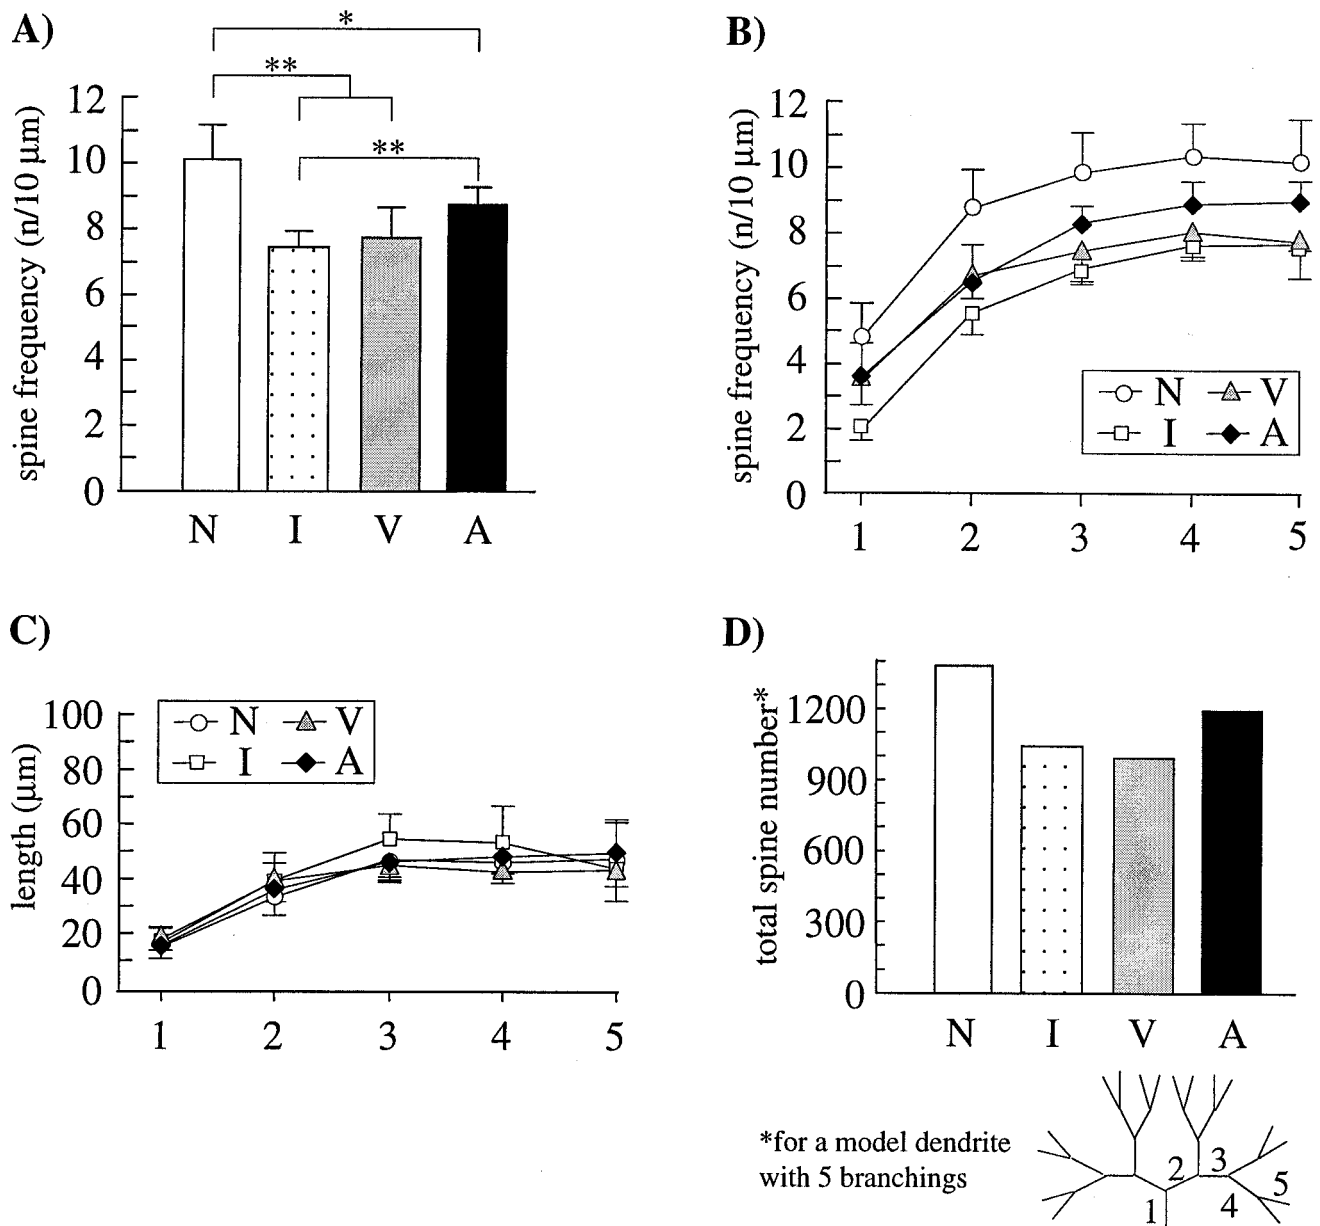 A)
*
**
**
spine frequency (n/10 μm)
12
10
8
6
4
2
0
N I V A
B)
spine frequency (n/10 μm)
12
10
8
6
4
2
0
N V
I A
1 2 3 4 5
C)
length (μm)
100
80
60
40
20
0
N V
I A
1 2 3 4 5
D)
total spine number*
1200
900
600
300
0
N I V A
*for a model dendrite
with 5 branchings
1 2 3 4 5